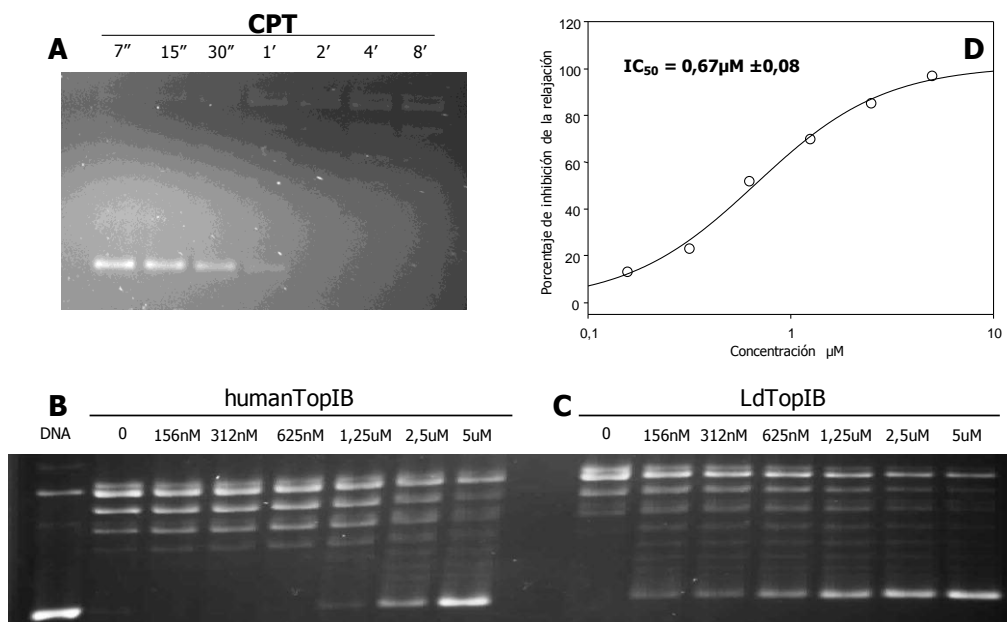 CPT
A
7” 15” 30” 1’ 2’ 4’ 8’
D
IC50 = 0,67µM ±0,08
120
100
80
60
40
20
0
Porcentaje de inhibición de la relajación
0,1 1 10
Concentración µM
B
humanTopIB
DNA 0 156nM 312nM 625nM 1,25uM 2,5uM 5uM
C
LdTopIB
0 156nM 312nM 625nM 1,25uM 2,5uM 5uM